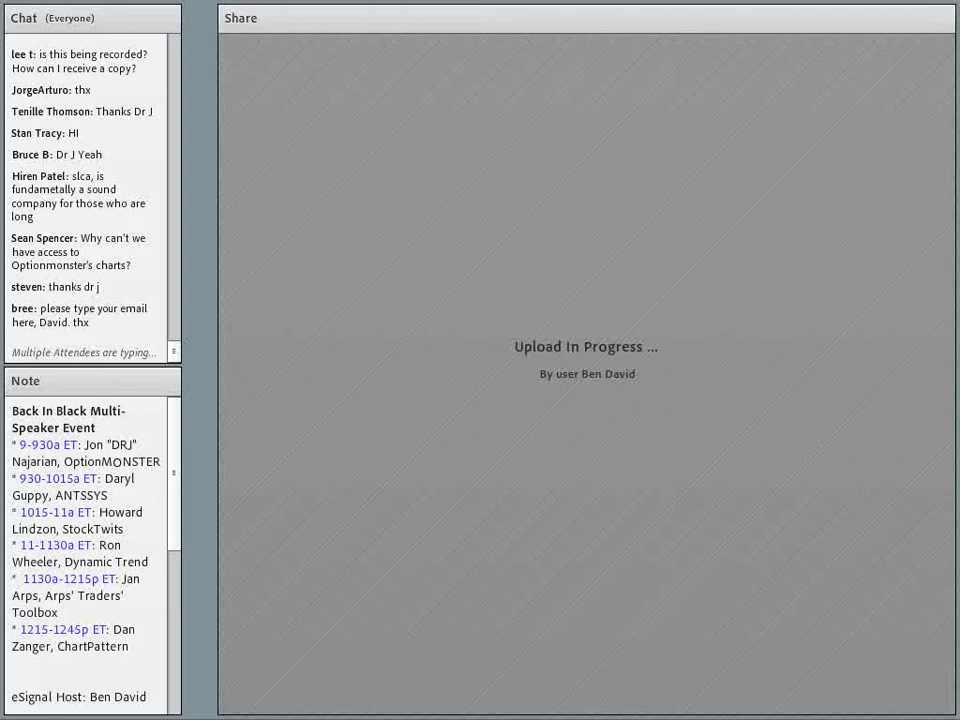 Chat (Everyone)
lee t: is this being recorded?
How can I receive a copy?
JorgeArturo: thx
Tenille Thomson: Thanks Dr J
Stan Tracy: HI
Bruce B: Dr J Yeah
Hiren Patel: slca, is
fundametally a sound
company for those who are
long
Sean Spencer: Why can't we
have access to
Optionmonster's charts?
steven: thanks dr j
bree: please type your email
here, David. thx
Multiple Attendees are typing...
Note
Back In Black Multi-
Speaker Event
* 9-930a ET: Jon "DRJ"
Najarian, OptionMONSTER
* 930-1015a ET: Daryl
Guppy, ANTSSYS
* 1015-11a ET: Howard
Lindzon, StockTwits
* 11-1130a ET: Ron
Wheeler, Dynamic Trend
* 1130a-1215p ET: Jan
Arps, Arps' Traders'
Toolbox
* 1215-1245p ET: Dan
Zanger, ChartPattern
eSignal Host: Ben David
Share
Upload In Progress ...
By user Ben David